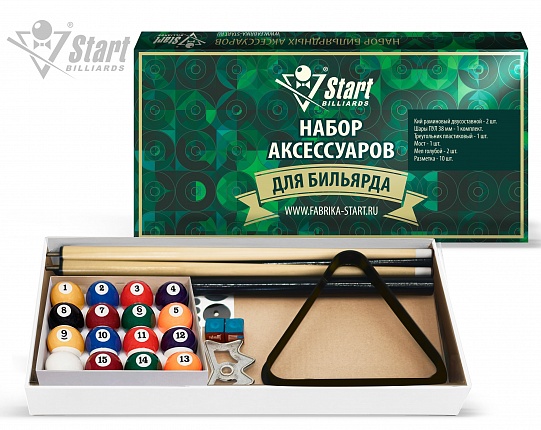 Start
BILLIARDS
НАБОР БИЛЬЯРДНЫХ АКСЕССУАРОВ
Start
BILLIARDS
НАБОР
АКСЕССУАРОВ
ДЛЯ БИЛЬЯРДА
WWW.FABRIKA-START.RU
Кий раминовый двусоставной - 2 шт.
Шары ПУЛ 38 мм - 1 комплект.
Треугольник пластиковый - 1 шт.
Мост - 1 шт.
Мел голубой - 2 шт.
Разметка - 10 шт.
1 2 3 4
8 7 6 5
9 10 11 12
15 14 13